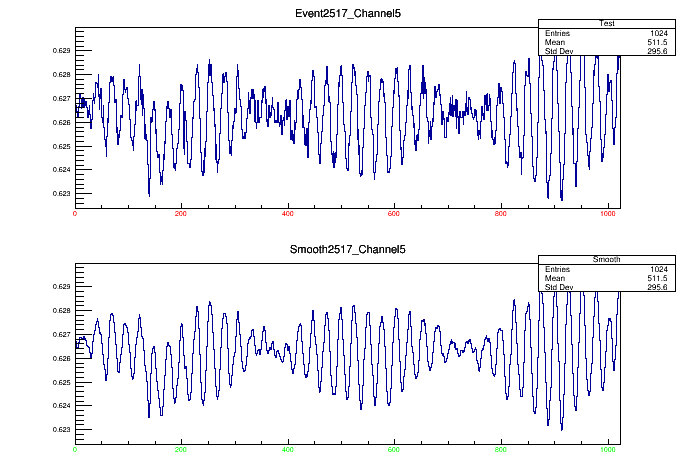 Event2517_Channel5
Test
Entries 1024
Mean 511.5
Std Dev 295.6
0.629
0.628
0.627
0.626
0.625
0.624
0.623
0 200 400 600 800 1000
Smooth2517_Channel5
Smooth
Entries 1024
Mean 511.5
Std Dev 295.6
0.629
0.628
0.627
0.626
0.625
0.624
0.623
0 200 400 600 800 1000